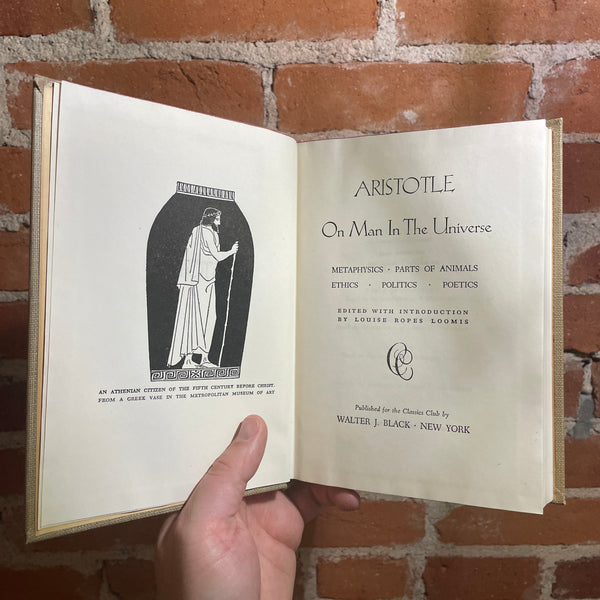 AN ATHENIAN CITIZEN OF THE FIFTH CENTURY BEFORE CHRIST,
FROM A GREEK VASE IN THE METROPOLITAN MUSEUM OF ART
ARISTOTLE
On Man In The Universe
METAPHYSICS · PARTS OF ANIMALS
ETHICS · POLITICS · POETICS
EDITED WITH INTRODUCTION
BY LOUISE ROPES LOOMIS
CC
Published for the Classics Club by
WALTER J. BLACK · NEW YORK